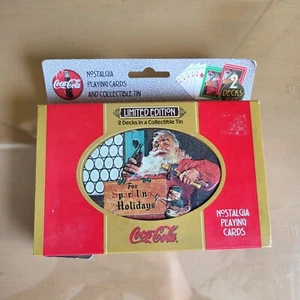 Coca-Cola
NOSTALGIA
PLAYING CARDS
AND COLLECTIBLE TIN
2
DECKS
LIMITED EDITION
2 Decks in a Collectible Tin
For
Sparkling
Holidays
Coca-Cola
NOSTALGIA
PLAYING
CARDS